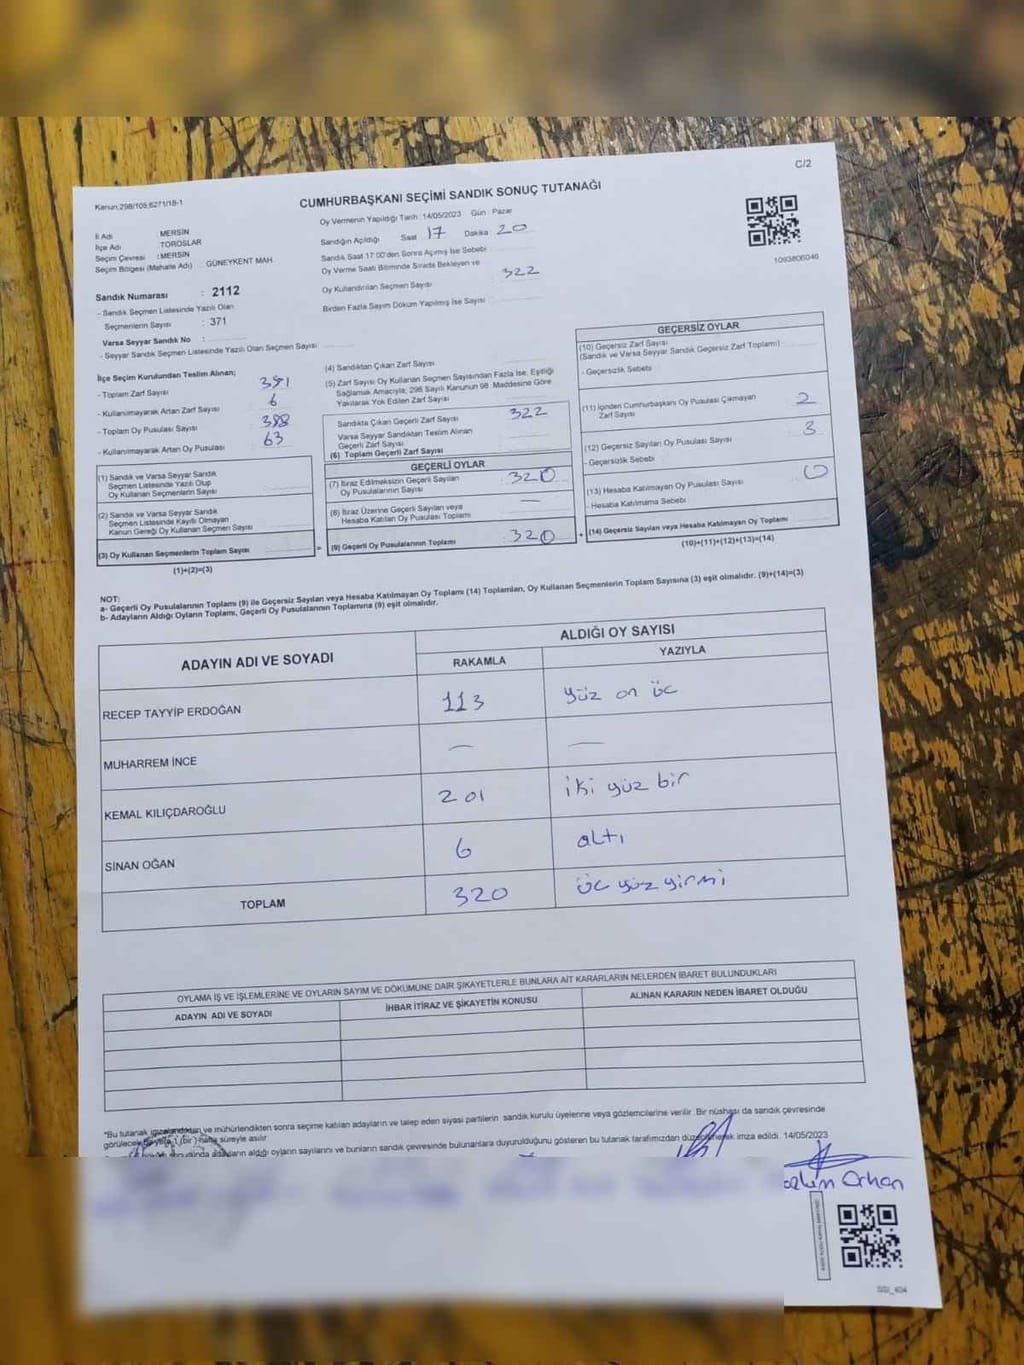 C/2
Kanun:298/105,6271/18-1
CUMHURBAŞKANI SEÇİMİ SANDIK SONUÇ TUTANAĞI
Oy Vermenin Yapıldığı Tarih : 14/05/2023 Gün : Pazar
İl Adı : MERSİN
İlçe Adı : TOROSLAR
Seçim Çevresi : MERSİN
Seçim Bölgesi (Mahalle Adı) : GÜNEYKENT MAH.
Sandığın Açıldığı Saat 17 Dakika 20
Sandık Saat 17:00'den Sonra Açılmış İse Sebebi
Oy Verme Saati Bitiminde Sırada Bekleyen ve
Oy Kullandırılan Seçmen Sayısı 322
Birden Fazla Sayım Döküm Yapılmış İse Sayısı
1093806046
Sandık Numarası : 2112
- Sandık Seçmen Listesinde Yazılı Olan
Seçmenlerin Sayısı : 371
Varsa Seyyar Sandık No :
- Seyyar Sandık Seçmen Listesinde Yazılı Olan Seçmen Sayısı:
İlçe Seçim Kurulundan Teslim Alınan;
- Toplam Zarf Sayısı
- Kullanılmayarak Artan Zarf Sayısı 6
- Toplam Oy Pusulası Sayısı 388
- Kullanılmayarak Artan Oy Pusulası 63
(1) Sandık ve Varsa Seyyar Sandık
Seçmen Listesinde Yazılı Olup
Oy Kullanan Seçmenlerin Sayısı
(2) Sandık ve Varsa Seyyar Sandık
Seçmen Listesinde Kayıtlı Olmayan
Kanun Gereği Oy Kullanan Seçmen Sayısı
(3) Oy Kullanan Seçmenlerin Toplam Sayısı =
(1)+(2)=(3)
(4) Sandıktan Çıkan Zarf Sayısı
(5) Zarf Sayısı Oy Kullanan Seçmen Sayısından Fazla İse; Eşitliği
Sağlamak Amacıyla; 298 Sayılı Kanunun 98. Maddesine Göre
Yakılarak Yok Edilen Zarf Sayısı
Sandıkta Çıkan Geçerli Zarf Sayısı 322
Varsa Seyyar Sandıktan Teslim Alınan
Geçerli Zarf Sayısı
(6) Toplam Geçerli Zarf Sayısı
GEÇERLİ OYLAR
(7) İtiraz Edilmeksizin Geçerli Sayılan
Oy Pusulalarının Sayısı 320
(8) İtiraz Üzerine Geçerli Sayılan veya
Hesaba Katılan Oy Pusulası Toplamı —
(9) Geçerli Oy Pusulalarının Toplamı 320 +
GEÇERSİZ OYLAR
(10) Geçersiz Zarf Sayısı
(Sandık ve Varsa Seyyar Sandık Geçersiz Zarf Toplamı)
- Geçersizlik Sebebi
(11) İçinden Cumhurbaşkanı Oy Pusulası Çıkmayan
Zarf Sayısı 2
(12) Geçersiz Sayılan Oy Pusulası Sayısı 3
- Geçersizlik Sebebi
(13) Hesaba Katılmayan Oy Pusulası Sayısı 0
- Hesaba Katılmama Sebebi
(14) Geçersiz Sayılan veya Hesaba Katılmayan Oy Toplamı
(10)+(11)+(12)+(13)=(14)
NOT:
a- Geçerli Oy Pusulalarının Toplamı (9) ile Geçersiz Sayılan veya Hesaba Katılmayan Oy Toplamı (14) Toplamları, Oy Kullanan Seçmenlerin Toplam Sayısına (3) eşit olmalıdır. (9)+(14)=(3)
b- Adayların Aldığı Oyların Toplamı, Geçerli Oy Pusulalarının Toplamına (9) eşit olmalıdır.
ADAYIN ADI VE SOYADI
ALDIĞI OY SAYISI
RAKAMLA
YAZIYLA
RECEP TAYYİP ERDOĞAN 113 yüz on üç
MUHARREM İNCE — —
KEMAL KILIÇDAROĞLU 201 iki yüz bir
SİNAN OĞAN 6 altı
TOPLAM 320 üç yüz yirmi
OYLAMA İŞ VE İŞLEMLERİNE VE OYLARIN SAYIM VE DÖKÜMÜNE DAİR ŞİKAYETLERLE BUNLARA AİT KARARLARIN NELERDEN İBARET BULUNDUKLARI
ADAYIN ADI VE SOYADI
İHBAR İTİRAZ VE ŞİKAYETİN KONUSU
ALINAN KARARIN NEDEN İBARET OLDUĞU
*Bu tutanak imzalandıktan ve mühürlendikten sonra seçime katılan adayların ve talep eden siyasi partilerin sandık kurulu üyelerine veya gözlemcilerine verilir. Bir nüshası da sandık çevresinde
görülecek bir yere 1 (bir) hafta süreyle asılır
adayların aldığı oyların sayılarını ve bunların sandık çevresinde bulunanlara duyurulduğunu gösteren bu tutanak tarafımızdan düzenlenerek imza edildi. 14/05/2023
Orhan